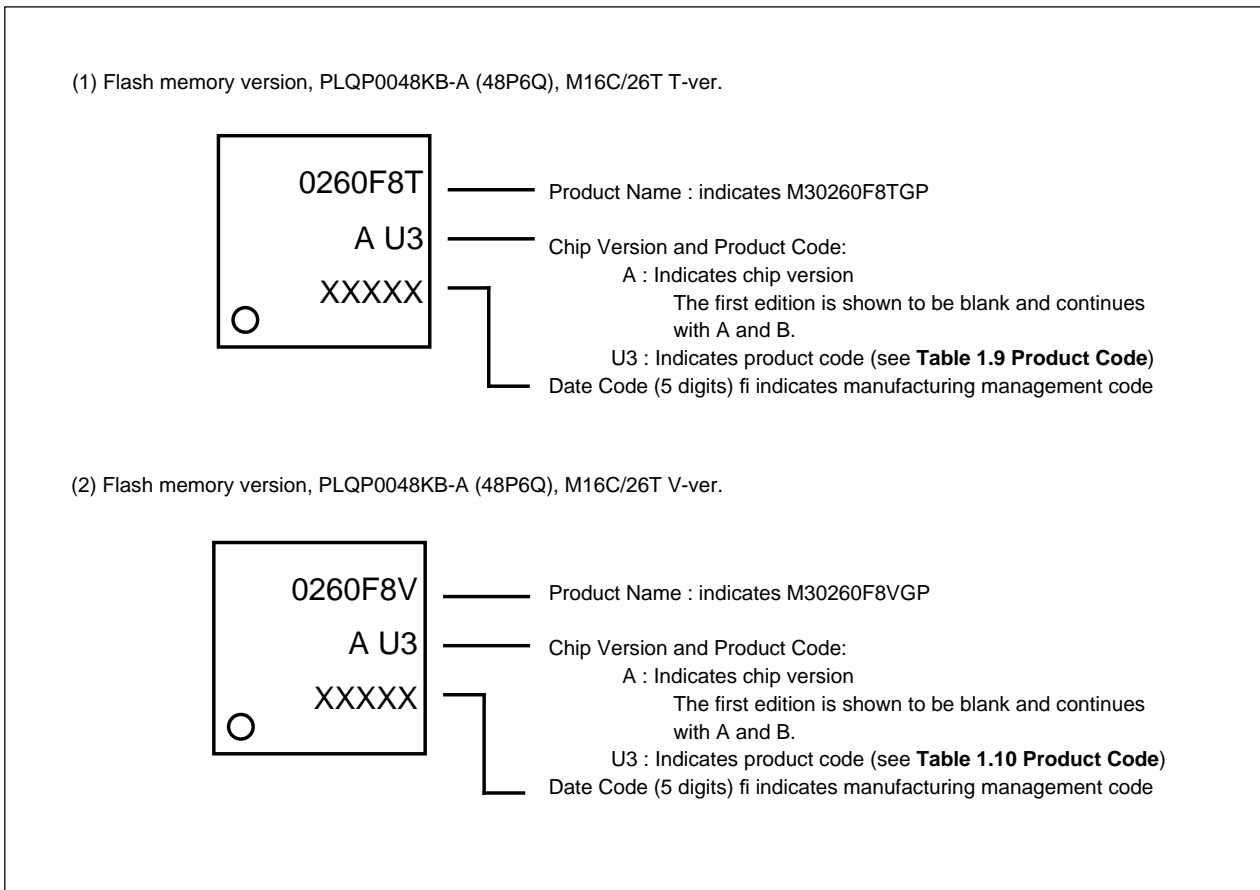 (1) Flash memory version, PLQP0048KB-A (48P6Q), M16C/26T T-ver.
0260F8T
Product Name : indicates M30260F8TGP
A U3
Chip Version and Product Code:
A : Indicates chip version
The first edition is shown to be blank and continues
with A and B.
U3 : Indicates product code (see Table 1.9 Product Code)
XXXXX
Date Code (5 digits) fi indicates manufacturing management code
(2) Flash memory version, PLQP0048KB-A (48P6Q), M16C/26T V-ver.
0260F8V
Product Name : indicates M30260F8VGP
A U3
Chip Version and Product Code:
A : Indicates chip version
The first edition is shown to be blank and continues
with A and B.
U3 : Indicates product code (see Table 1.10 Product Code)
XXXXX
Date Code (5 digits) fi indicates manufacturing management code